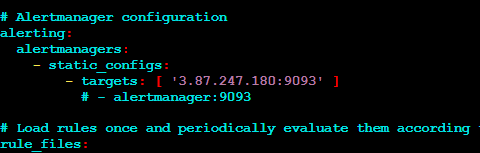 # Alertmanager configuration
alerting:
  alertmanagers:
    - static_configs:
        - targets: [ '3.87.247.180:9093' ]
          # - alertmanager:9093
# Load rules once and periodically evaluate them according
rule_files: